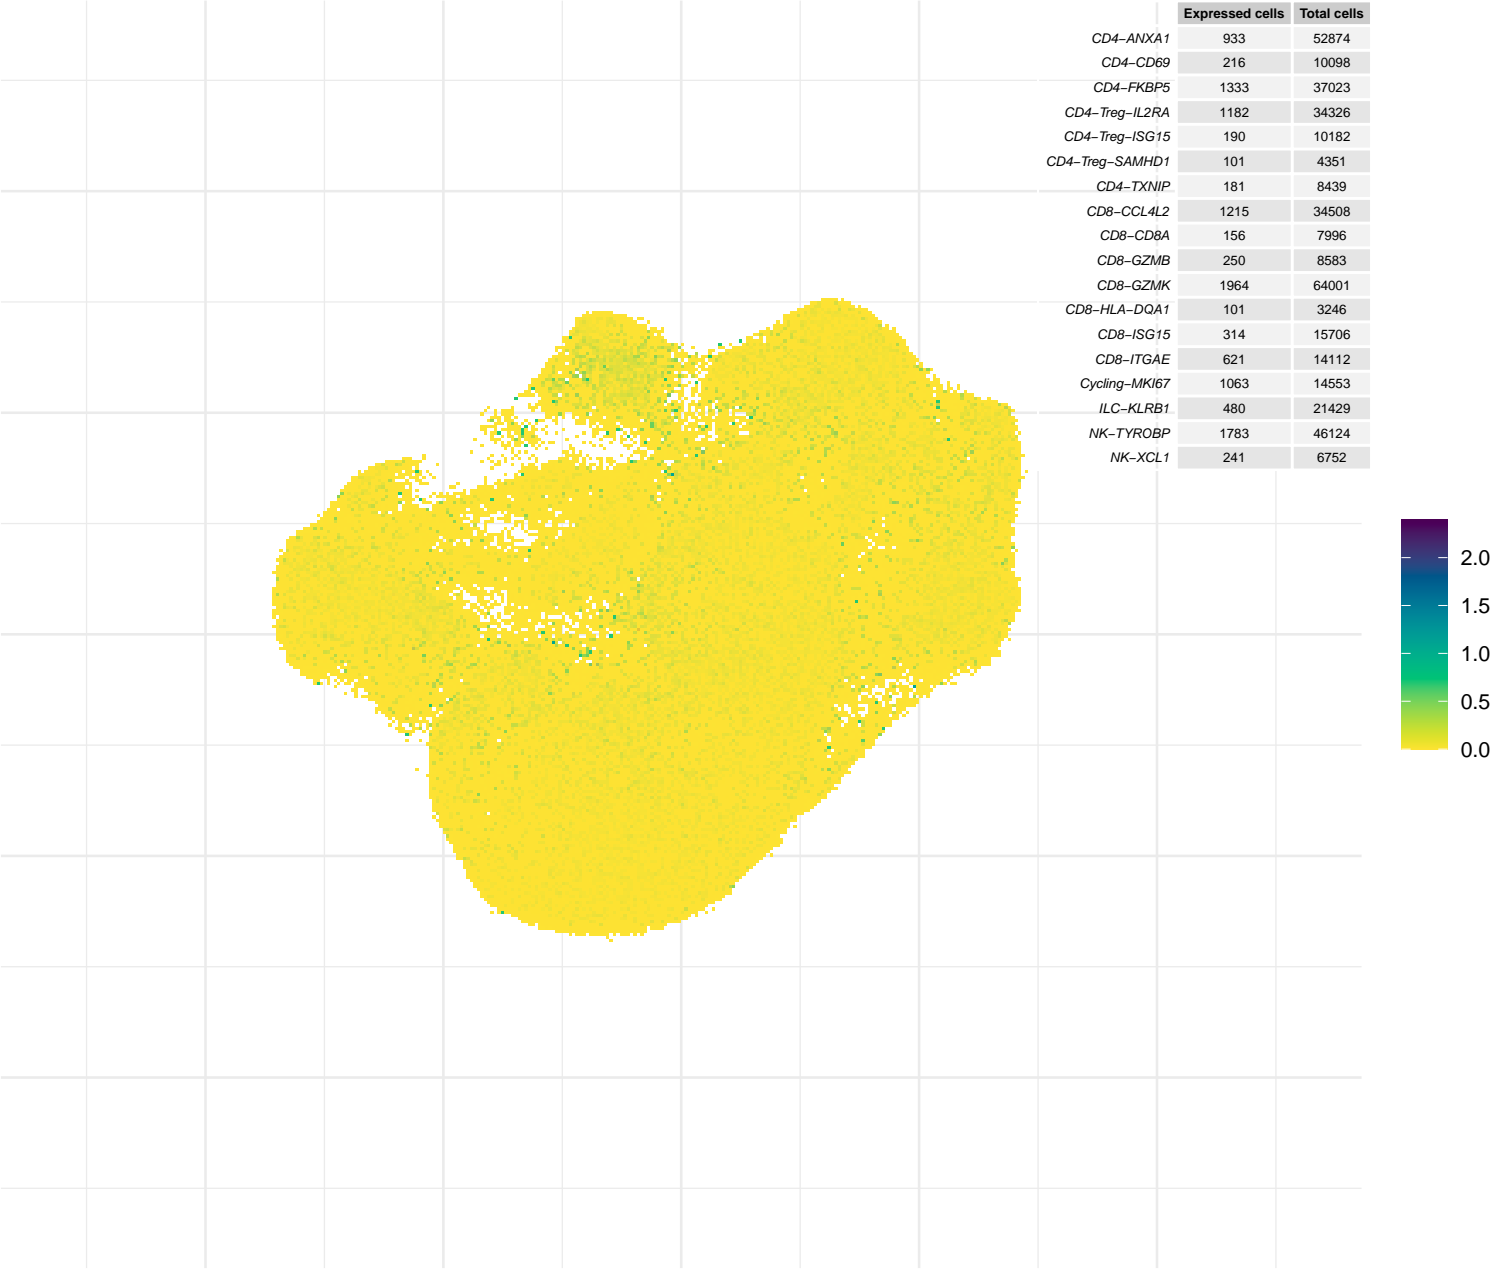 Expressed cells Total cells
CD4−ANXA1 933 52874
CD4−CD69 216 10098
CD4−FKBP5 1333 37023
CD4−Treg−IL2RA 1182 34326
CD4−Treg−ISG15 190 10182
CD4−Treg−SAMHD1 101 4351
CD4−TXNIP 181 8439
CD8−CCL4L2 1215 34508
CD8−CD8A 156 7996
CD8−GZMB 250 8583
CD8−GZMK 1964 64001
CD8−HLA−DQA1 101 3246
CD8−ISG15 314 15706
CD8−ITGAE 621 14112
Cycling−MKI67 1063 14553
ILC−KLRB1 480 21429
NK−TYROBP 1783 46124
NK−XCL1 241 6752
2.0
1.5
1.0
0.5
0.0